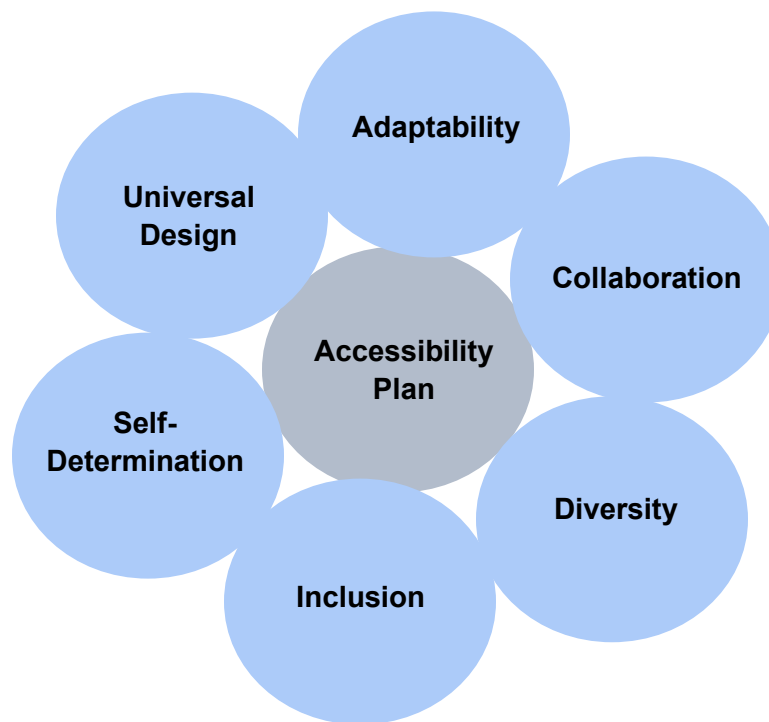 Adaptability
Universal
Design
Collaboration
Accessibility
Plan
Self-
Determination
Diversity
Inclusion